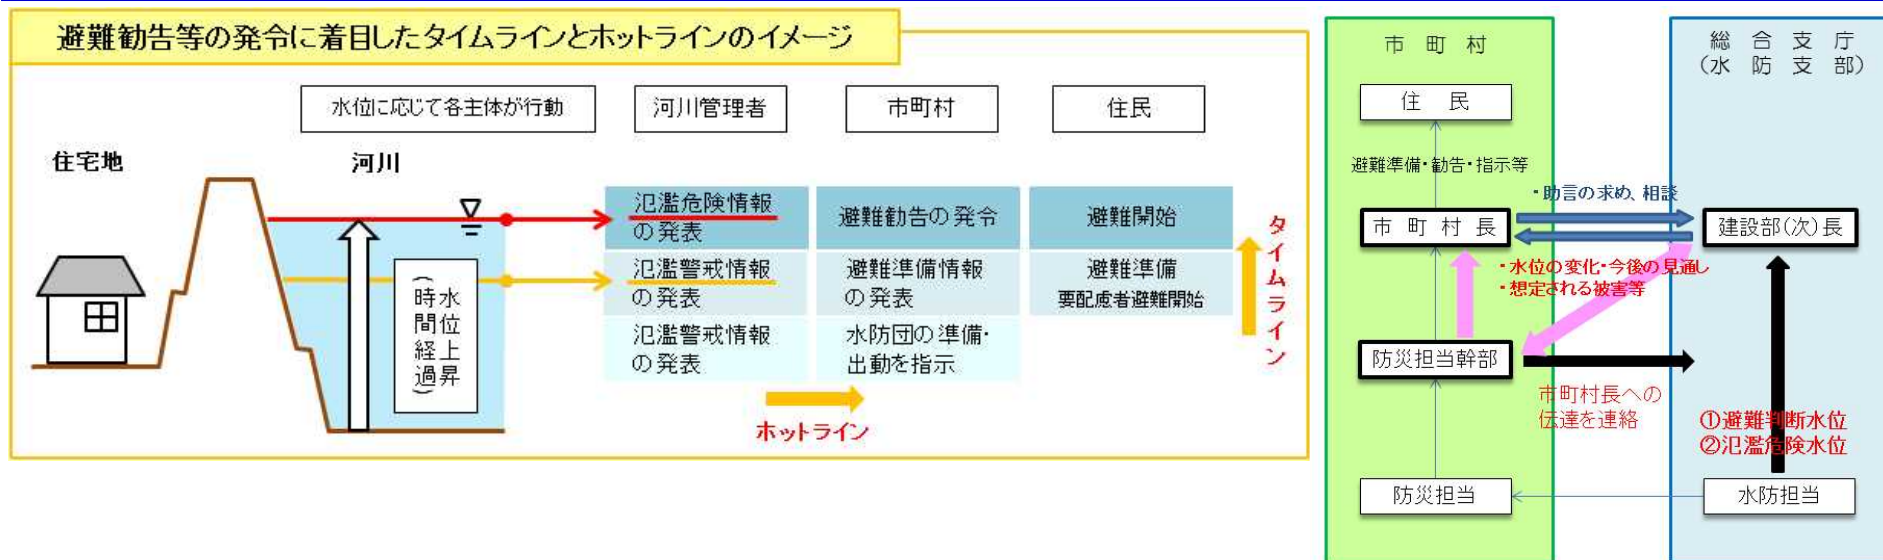 避難勧告等の発令に着目したタイムラインとホットラインのイメージ
水位に応じて各主体が行動
河川管理者
市町村
住民
住宅地
河川
氾濫危険情報
の発表
避難勧告の発令
避難開始
氾濫警戒情報
の発表
避難準備情報
の発表
避難準備
要配慮者避難開始
氾濫警戒情報
の発表
水防団の準備・
出動を指示
水位上昇
(時間経過)
タイムライン
ホットライン
市町村
住民
避難準備・勧告・指示等
市町村長
防災担当幹部
防災担当
総合支庁
(水防支部)
・助言の求め、相談
建設部(次)長
・水位の変化・今後の見通し
・想定される被害等
市町村長への
伝達を連絡
①避難判断水位
②氾濫危険水位
水防担当